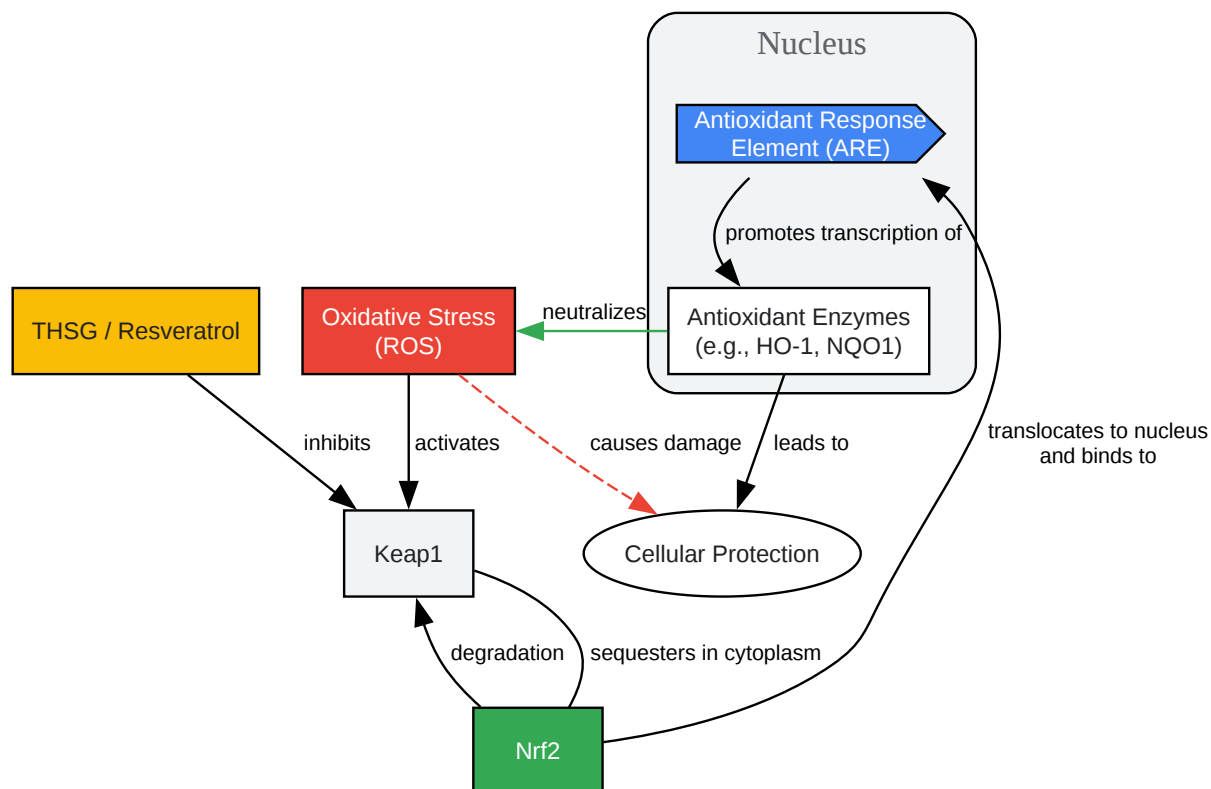 Nucleus
Antioxidant Response
Element (ARE)
promotes transcription of
THSG / Resveratrol
Oxidative Stress
(ROS)
neutralizes
Antioxidant Enzymes
(e.g., HO-1, NQO1)
inhibits
activates
causes damage
leads to
translocates to nucleus
and binds to
Keap1
Cellular Protection
degradation
sequesters in cytoplasm
Nrf2